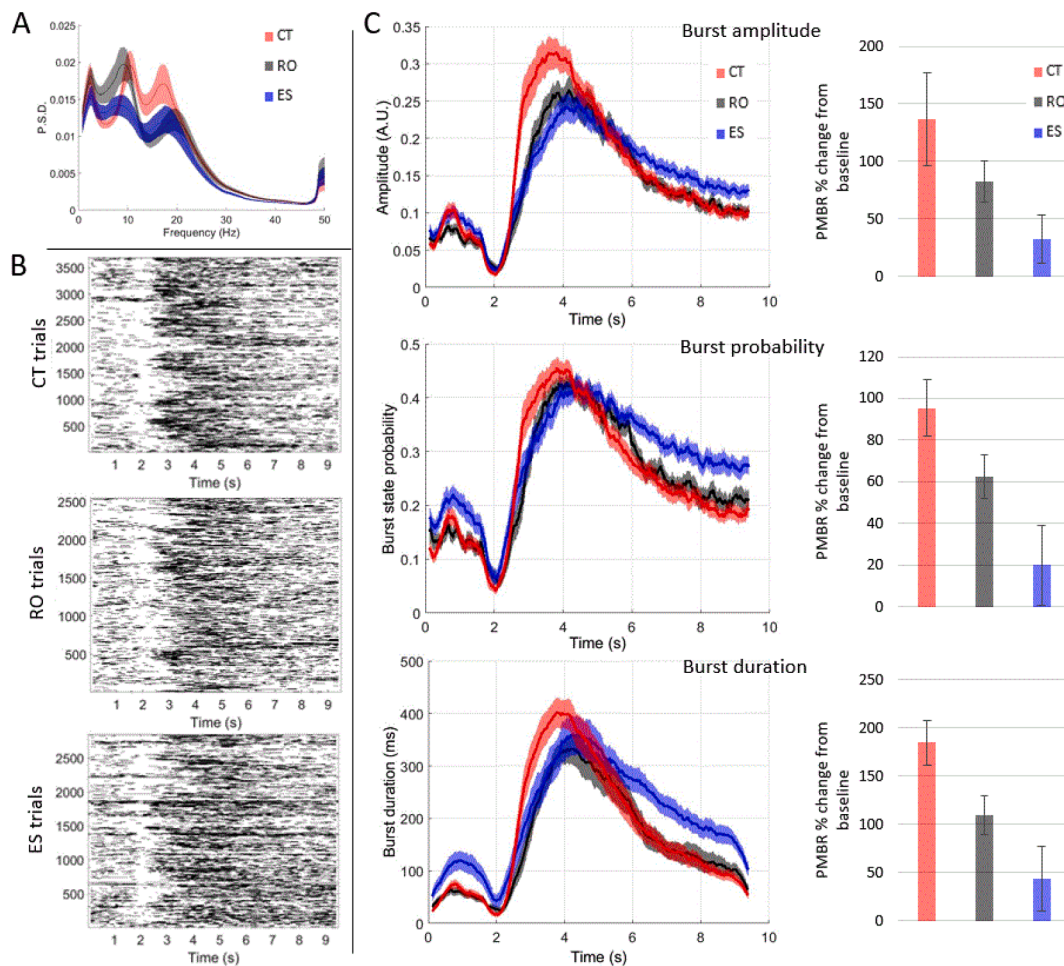 A
CT
RO
ES
P.S.D.
0.025
0.02
0.015
0.01
0.005
0
0 10 20 30 40 50
Frequency (Hz)
B
CT trials
3500
3000
2500
2000
1500
1000
500
1 2 3 4 5 6 7 8 9
Time (s)
RO trials
2500
2000
1500
1000
500
1 2 3 4 5 6 7 8 9
Time (s)
ES trials
2500
2000
1500
1000
500
1 2 3 4 5 6 7 8 9
Time (s)
C
Burst amplitude
CT
RO
ES
Amplitude (A.U.)
0.35
0.3
0.25
0.2
0.15
0.1
0.05
0
0 2 4 6 8 10
Time (s)
PMBR % change from
baseline
200
150
100
50
0
CT
RO
ES
Burst probability
Burst state probability
0.5
0.4
0.3
0.2
0.1
0
0 2 4 6 8 10
Time (s)
PMBR % change from
baseline
120
100
80
60
40
20
0
Burst duration
Burst duration (ms)
500
400
300
200
100
0
0 2 4 6 8 10
Time (s)
PMBR % change from
baseline
250
200
150
100
50
0